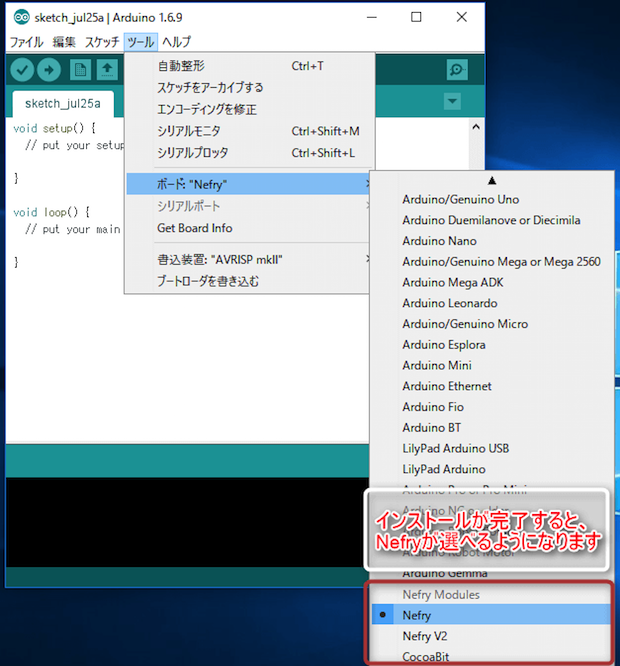 sketch_jul25a | Arduino 1.6.9
ファイル 編集 スケッチ ツール ヘルプ
sketch_jul25a
void setup() {
// put your setup
}
void loop() {
// put your main
}
自動整形 Ctrl+T
スケッチをアーカイブする
エンコーディングを修正
シリアルモニタ Ctrl+Shift+M
シリアルプロッタ Ctrl+Shift+L
ボード: "Nefry"
シリアルポート
Get Board Info
書込装置: "AVRISP mkII"
ブートローダを書き込む
Arduino/Genuino Uno
Arduino Duemilanove or Diecimila
Arduino Nano
Arduino/Genuino Mega or Mega 2560
Arduino Mega ADK
Arduino Leonardo
Arduino/Genuino Micro
Arduino Esplora
Arduino Mini
Arduino Ethernet
Arduino Fio
Arduino BT
LilyPad Arduino USB
LilyPad Arduino
Arduino Pro or Pro Mini
インストールが完了すると、
Nefryが選べるようになります
Arduino Robot Motor
Arduino Gemma
Nefry Modules
Nefry
Nefry V2
CocoaBit